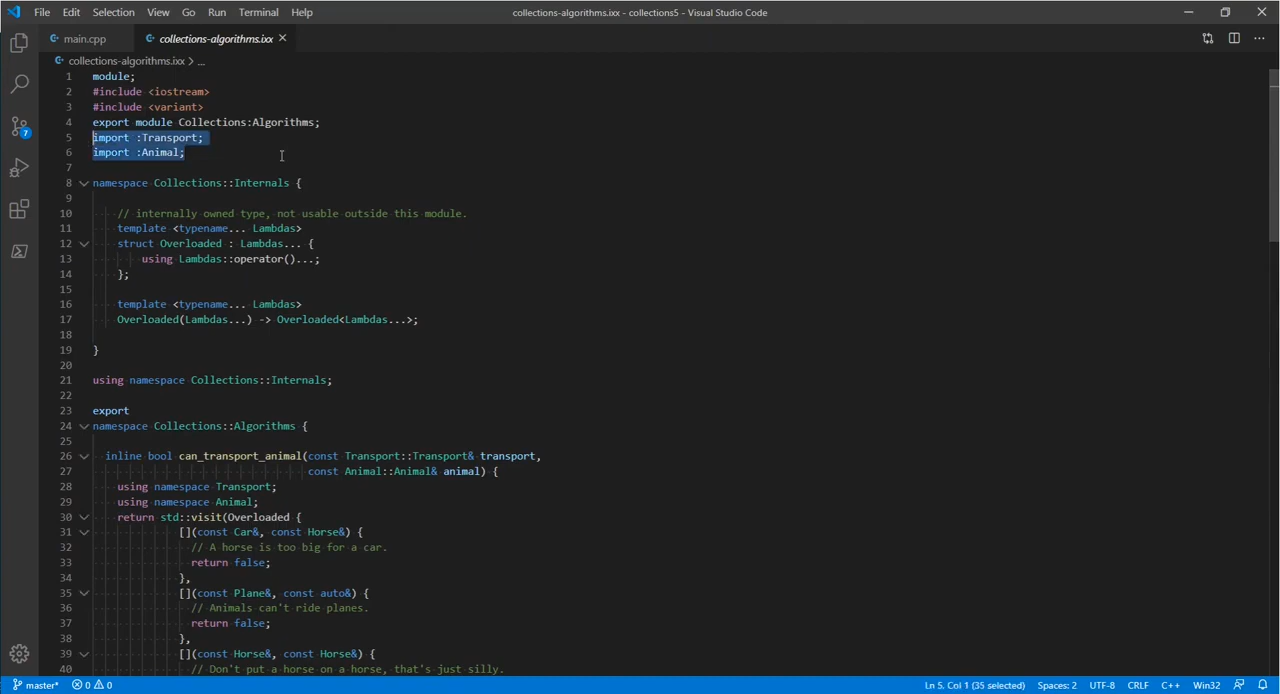 File Edit Selection View Go Run Terminal Help
collections-algorithms.ixx - collections5 - Visual Studio Code
main.cpp
collections-algorithms.ixx
collections-algorithms.ixx > ...
1 module;
2 #include <iostream>
3 #include <variant>
4 export module Collections:Algorithms;
5 import :Transport;
6 import :Animal;
7
8 namespace Collections::Internals {
9
10 // internally owned type, not usable outside this module.
11 template <typename... Lambdas>
12 struct Overloaded : Lambdas... {
13 using Lambdas::operator()...;
14 };
15
16 template <typename... Lambdas>
17 Overloaded(Lambdas...) -> Overloaded<Lambdas...>;
18
19 }
20
21 using namespace Collections::Internals;
22
23 export
24 namespace Collections::Algorithms {
25
26 inline bool can_transport_animal(const Transport::Transport& transport,
27 const Animal::Animal& animal) {
28 using namespace Transport;
29 using namespace Animal;
30 return std::visit(Overloaded {
31 [](const Car&, const Horse&) {
32 // A horse is too big for a car.
33 return false;
34 },
35 [](const Plane&, const auto&) {
36 // Animals can't ride planes.
37 return false;
38 },
39 [](const Horse&, const Horse&) {
40 // Don't put a horse on a horse, that's just silly.
7
master* 0 0
Ln 5, Col 1 (35 selected) Spaces: 2 UTF-8 CRLF C++ Win32